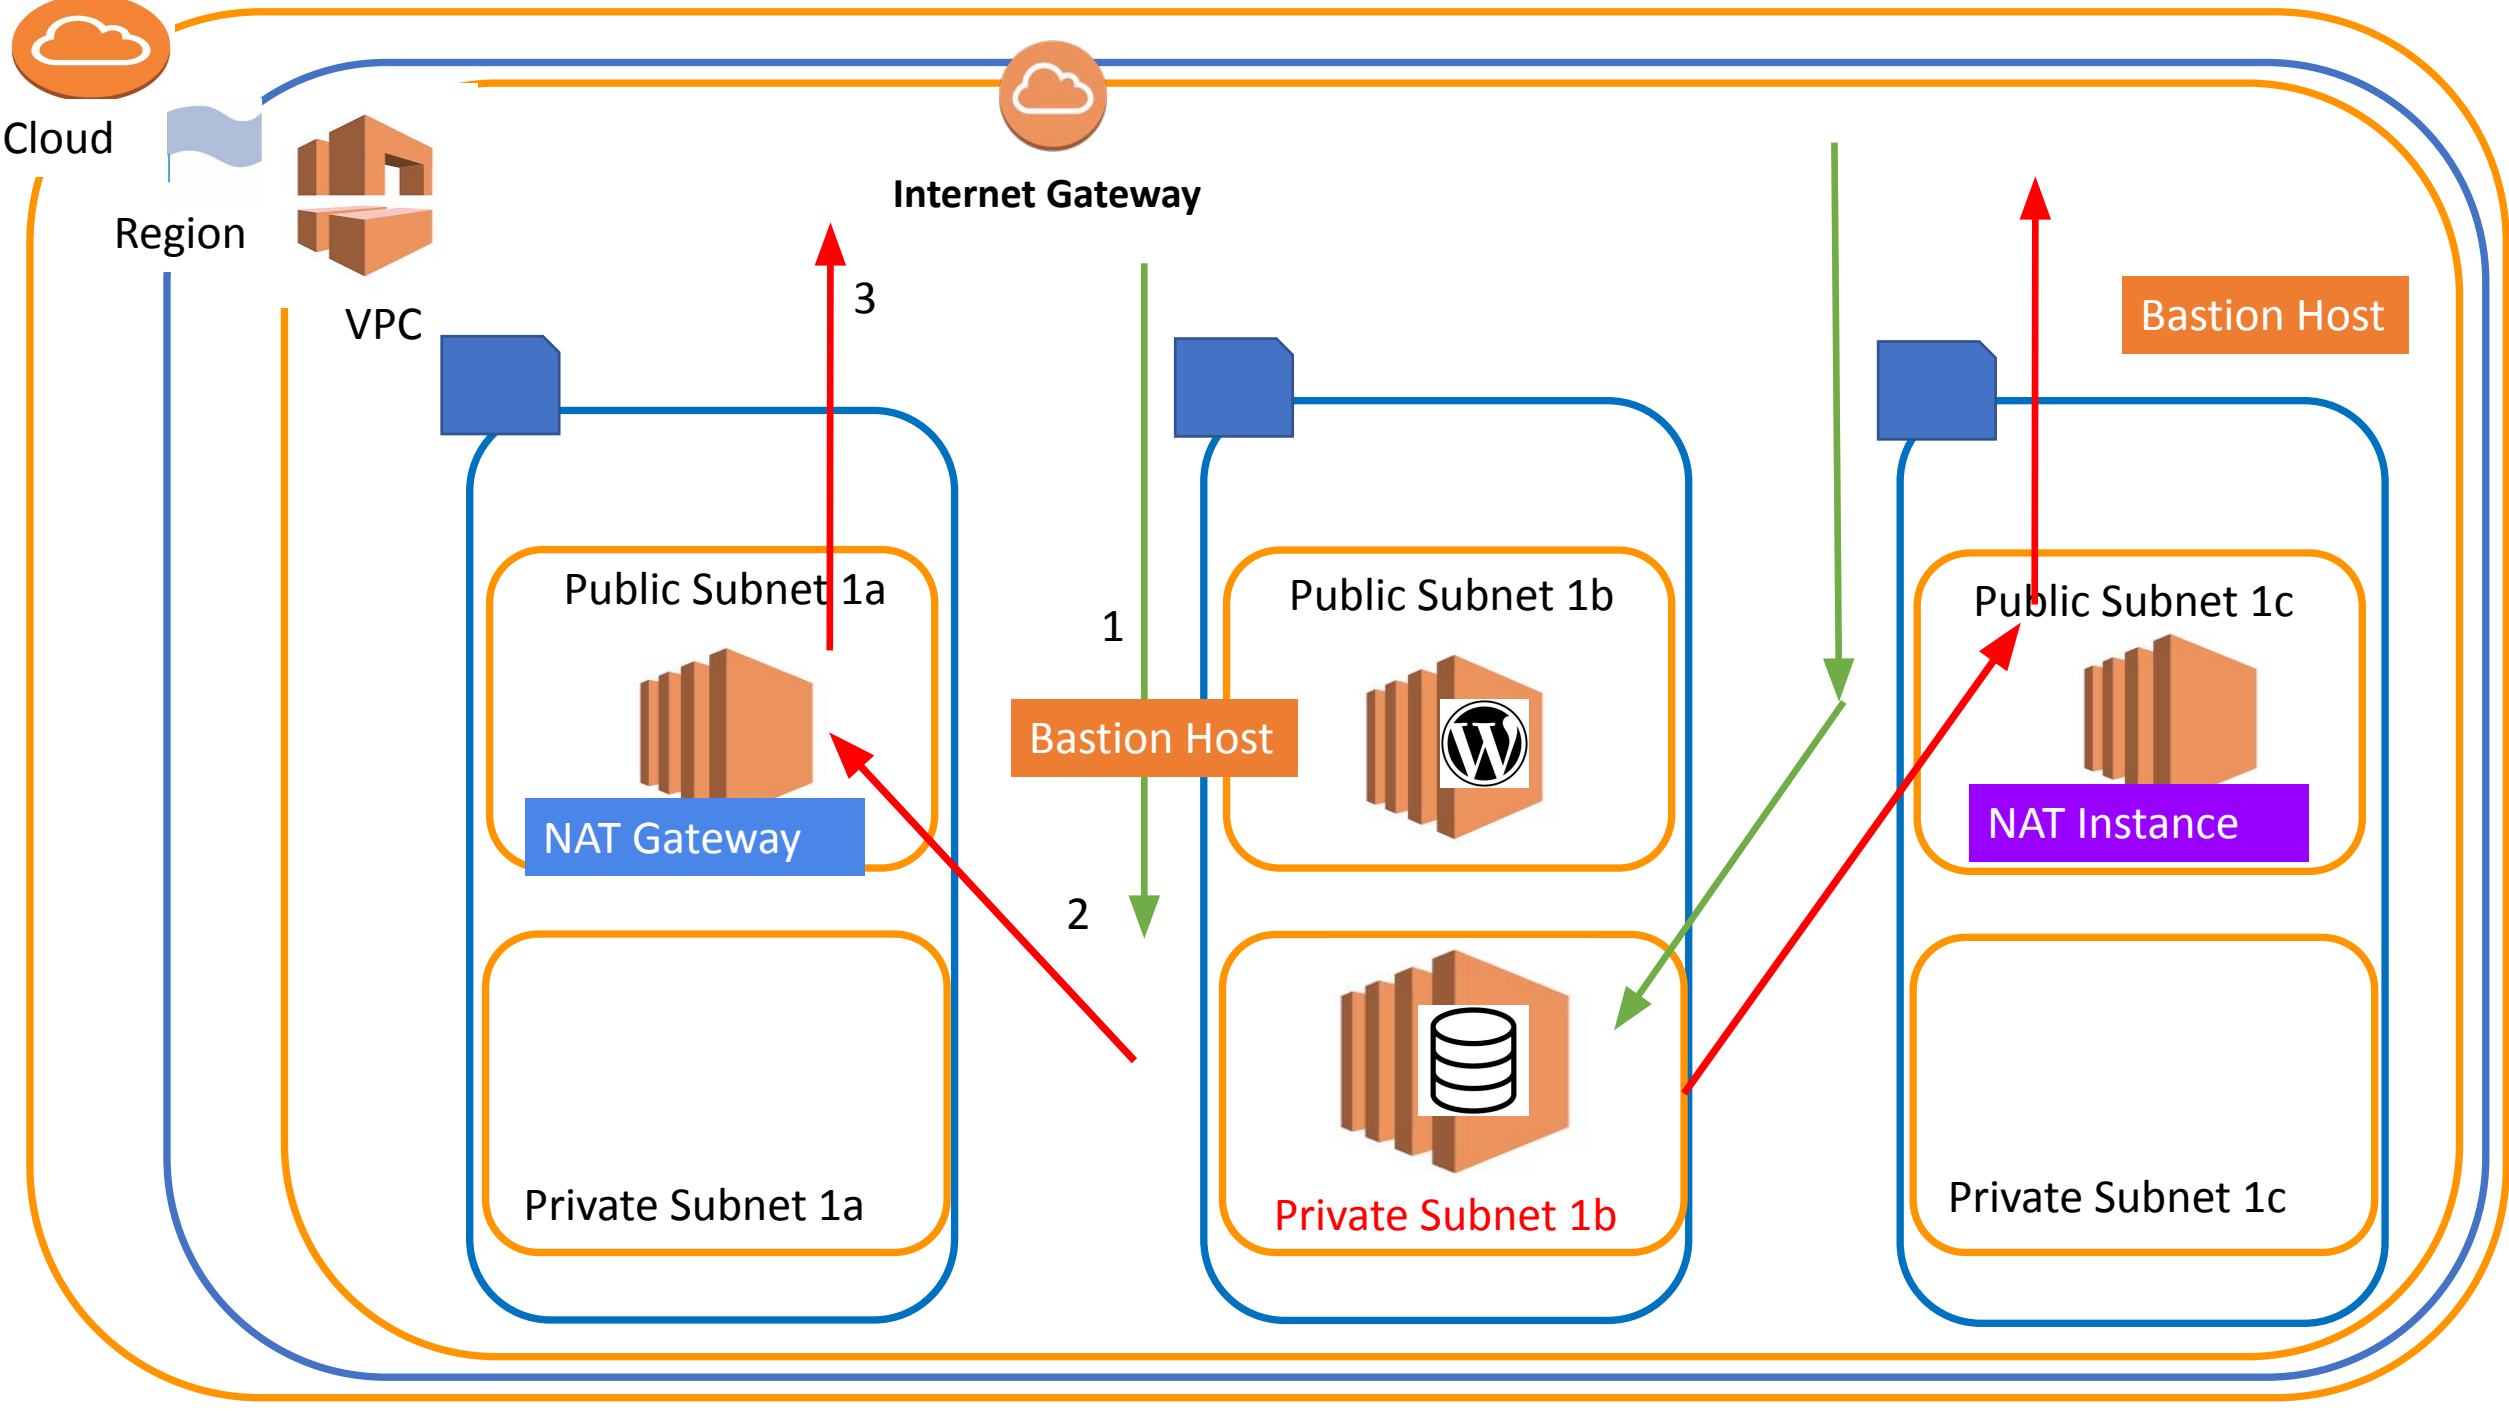 Cloud
Region
VPC
Internet Gateway
3
Bastion Host
Public Subnet 1a
Public Subnet 1b
Public Subnet 1c
1
Bastion Host
NAT Gateway
NAT Instance
2
Private Subnet 1a
Private Subnet 1b
Private Subnet 1c